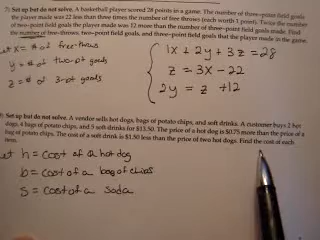 7) Set up but do not solve. A basketball player scored 28 points in a game. The number of three-point field goals
the player made was 22 less than three times the number of free throws (each worth 1 point). Twice the number
of two-point field goals the player made was 12 more than the number of three-point field goals made. Find
the number of free-throws, two-point field goals, and three-point field goals that the player made in the game.
let x = # of free-throws
y = # of two-pt goals
z = # of 3-pt goals
1x + 2y + 3z = 28
z = 3x - 22
2y = z + 12
Set up but do not solve. A vendor sells hot dogs, bags of potato chips, and soft drinks. A customer buys 2 hot
dogs, 4 bags of potato chips, and 5 soft drinks for $13.50. The price of a hot dog is $0.75 more than the price of a
bag of potato chips. The cost of a soft drink is $1.50 less than the price of two hot dogs. Find the cost of each
item.
let h = cost of a hot dog
b = cost of a bag of chips
S = cost of a soda